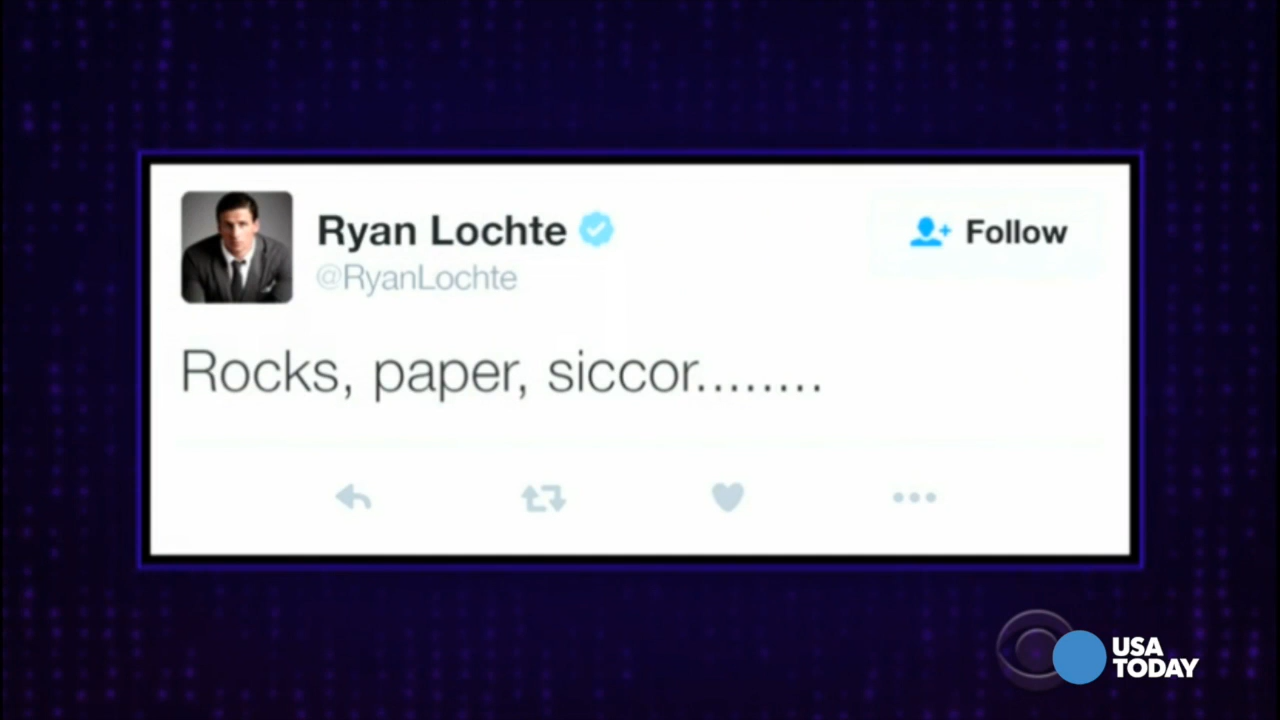 Ryan Lochte
@RyanLochte
Follow
Rocks, paper, siccor........
USA
TODAY